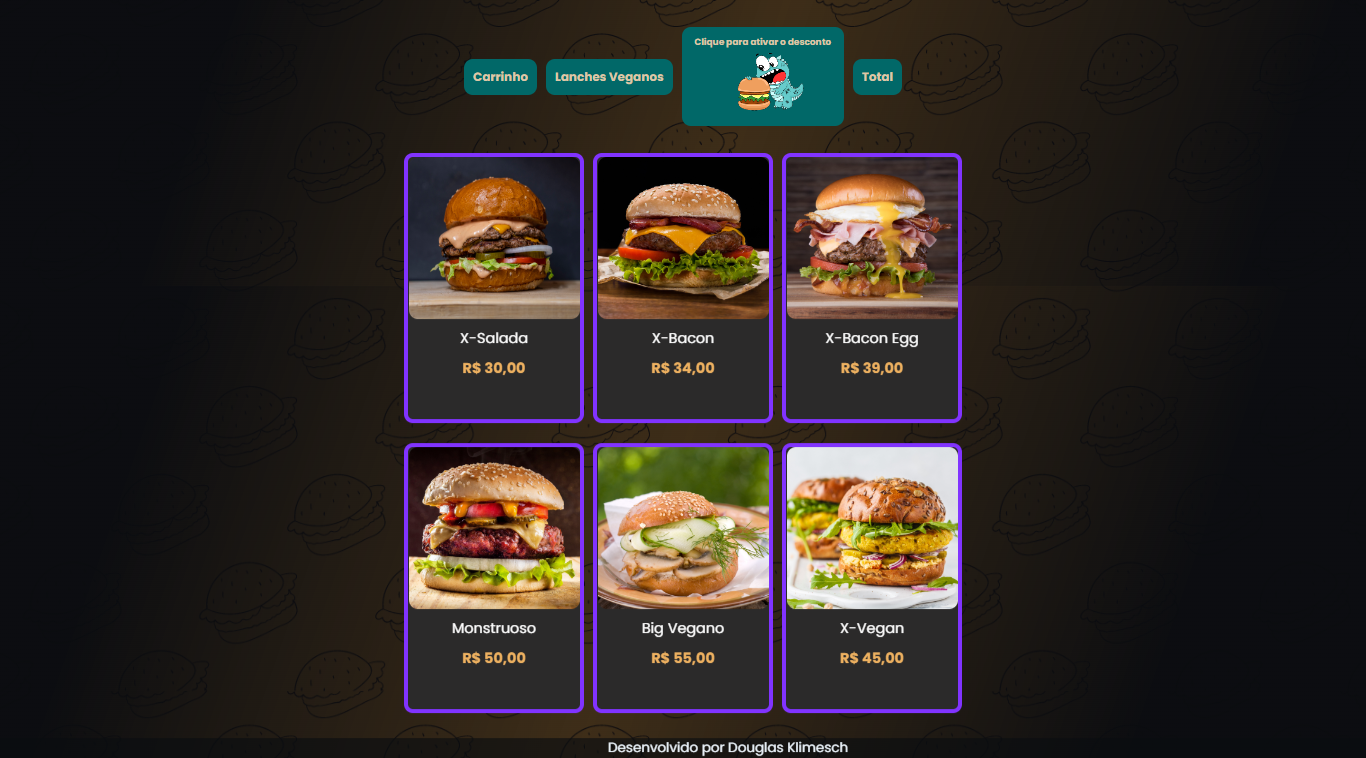 Clique para ativar o desconto
Carrinho
Lanches Veganos
Total
X-Salada
X-Bacon
X-Bacon Egg
R$ 30,00
R$ 34,00
R$ 39,00
Monstruoso
Big Vegano
X-Vegan
R$ 50,00
R$ 55,00
R$ 45,00
Desenvolvido por Douglas Klimesch